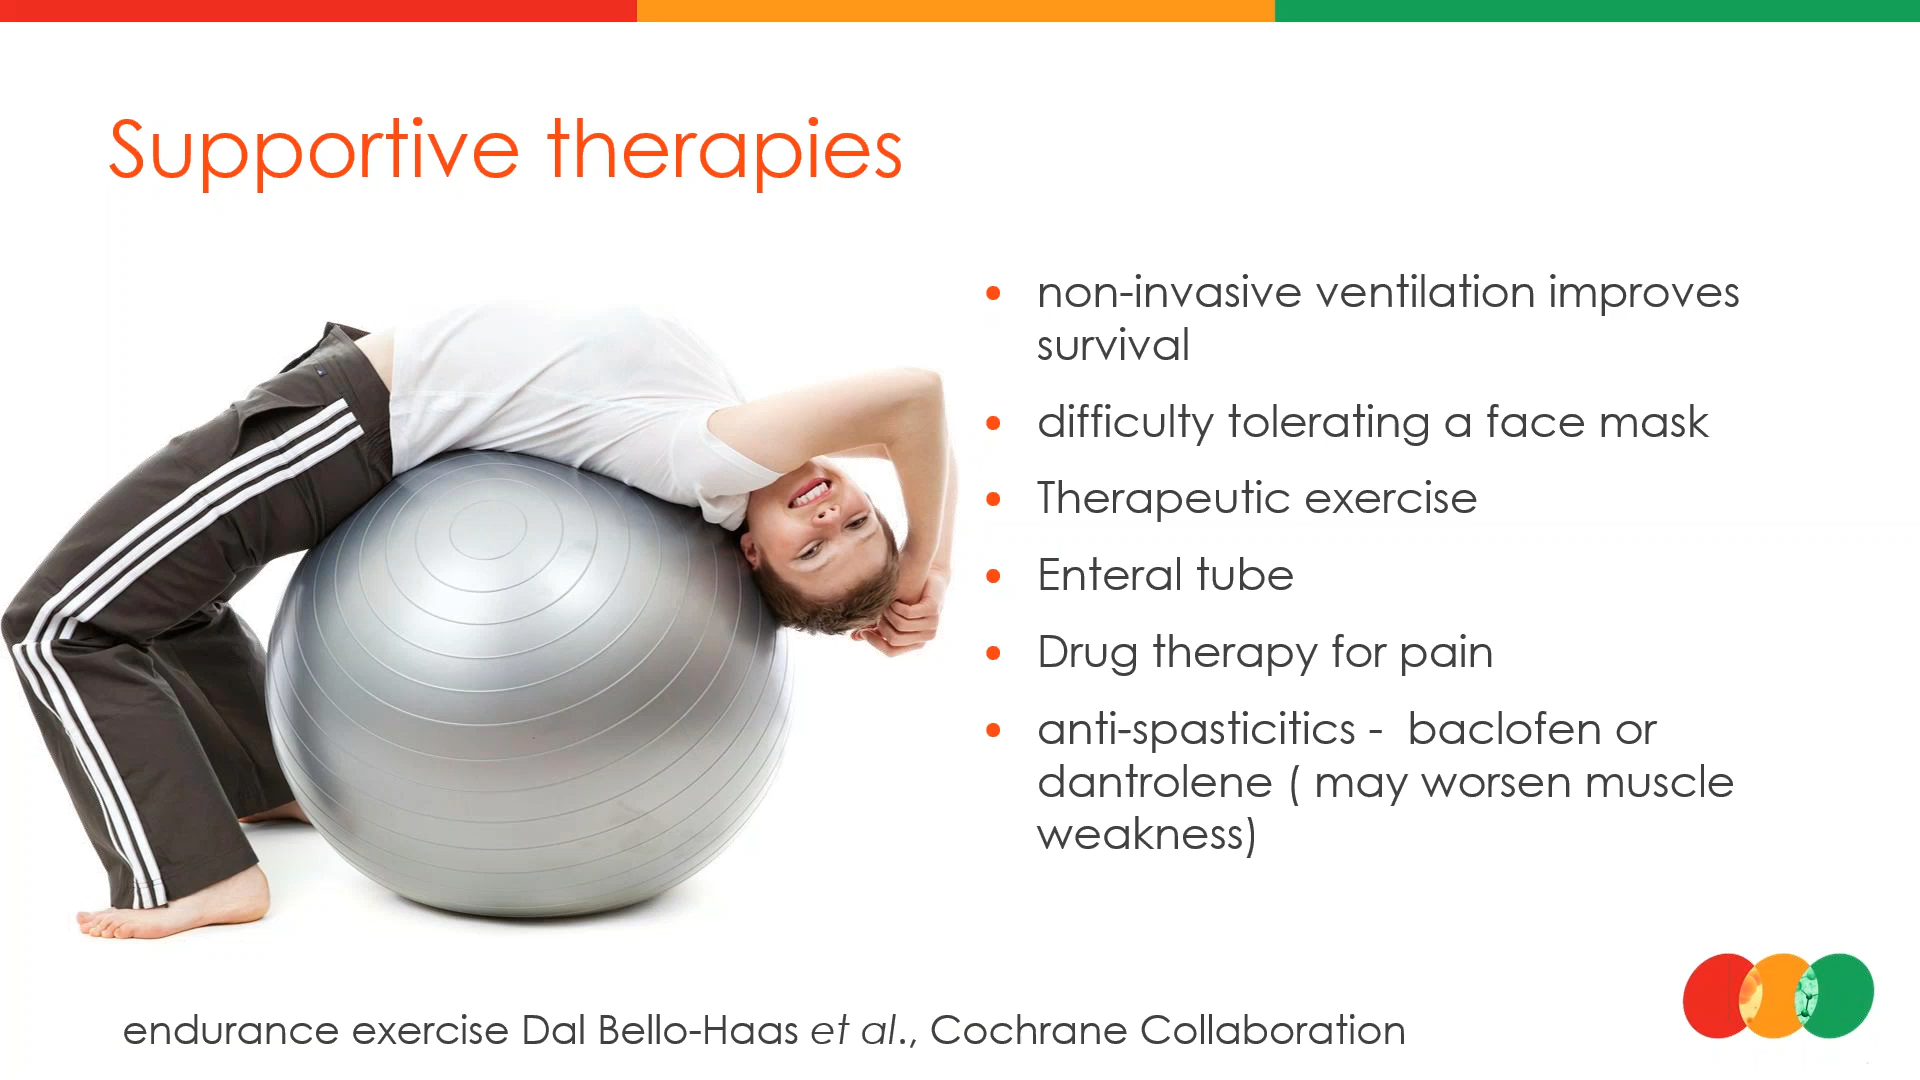 Supportive therapies
non-invasive ventilation improves
survival
difficulty tolerating a face mask
Therapeutic exercise
Enteral tube
Drug therapy for pain
anti-spasticitics -  baclofen or
dantrolene ( may worsen muscle
weakness)
endurance exercise Dal Bello-Haas et al., Cochrane Collaboration